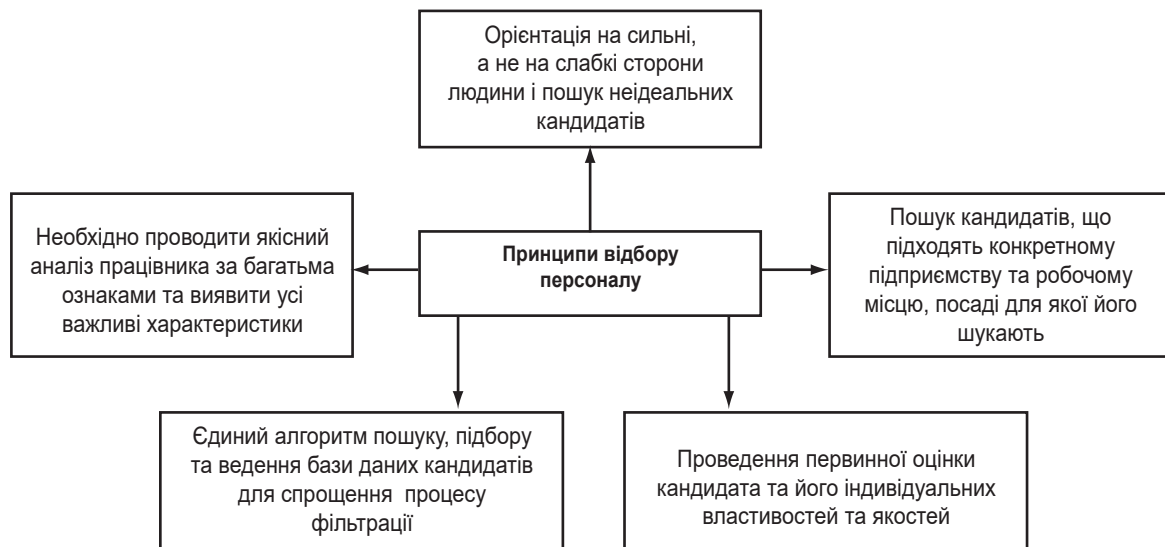 Орієнтація на сильні,
а не на слабкі сторони
людини і пошук неідеальних
кандидатів
Необхідно проводити якісний
аналіз працівника за багатьма
ознаками та виявити усі
важливі характеристики
Принципи відбору
персоналу
Пошук кандидатів, що
підходять конкретному
підприємству та робочому
місцю, посаді для якої його
шукають
Єдиний алгоритм пошуку, підбору
та ведення бази даних кандидатів
для спрощення процесу
фільтрації
Проведення первинної оцінки
кандидата та його індивідуальних
властивостей та якостей